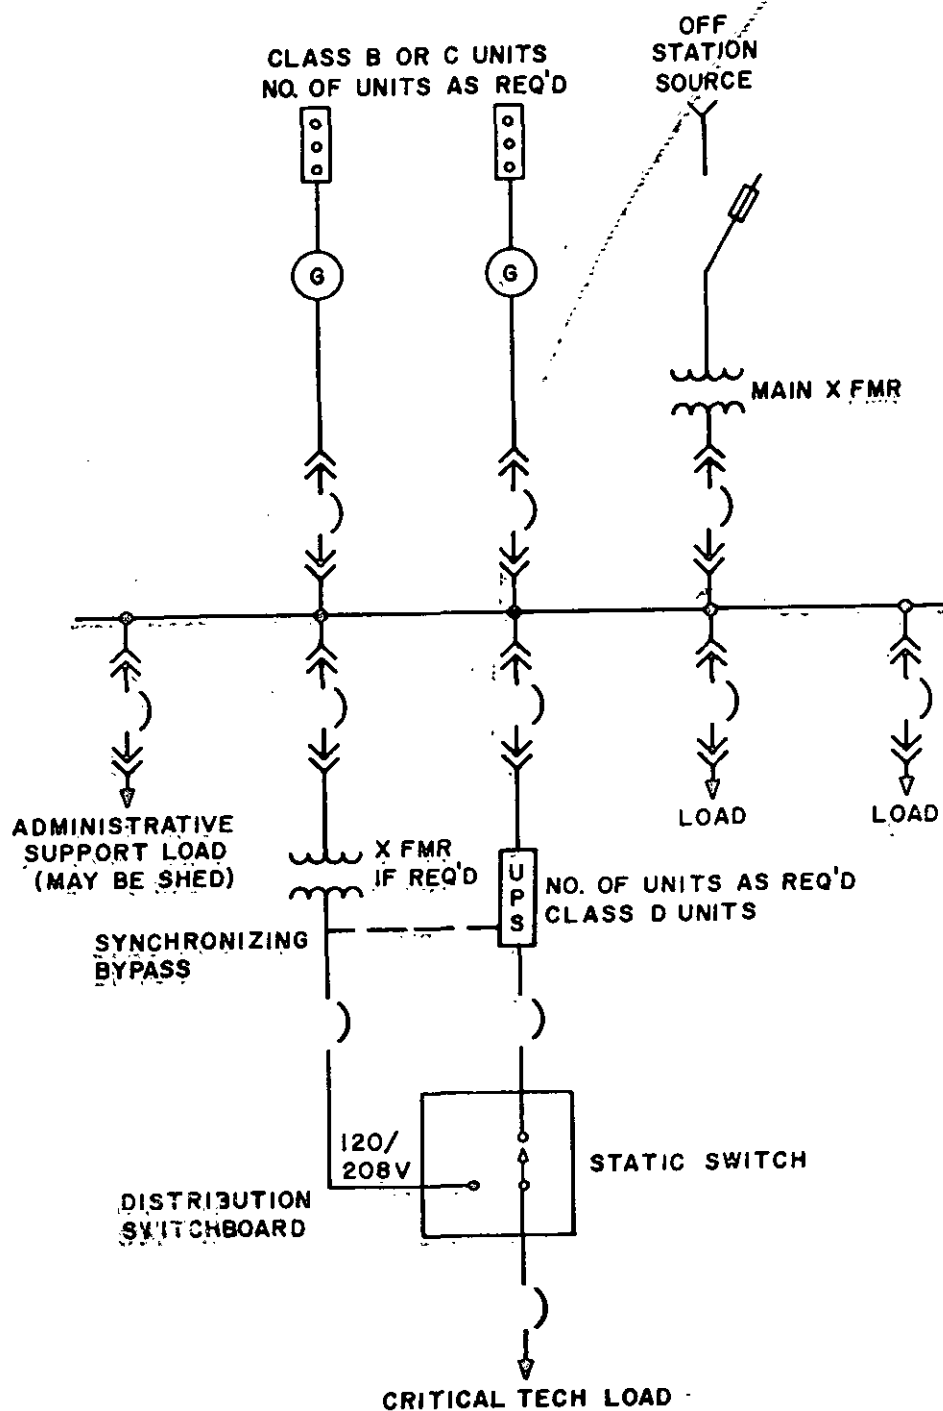 CLASS B OR C UNITS
NO. OF UNITS AS REQ'D
OFF
STATION
SOURCE
G
G
MAIN X FMR
ADMINISTRATIVE
SUPPORT LOAD
(MAY BE SHED)
LOAD
LOAD
X FMR
IF REQ'D
UPS
NO. OF UNITS AS REQ'D
CLASS D UNITS
SYNCHRONIZING
BYPASS
120/
208V
STATIC SWITCH
DISTRIBUTION
SWITCHBOARD
CRITICAL TECH LOAD